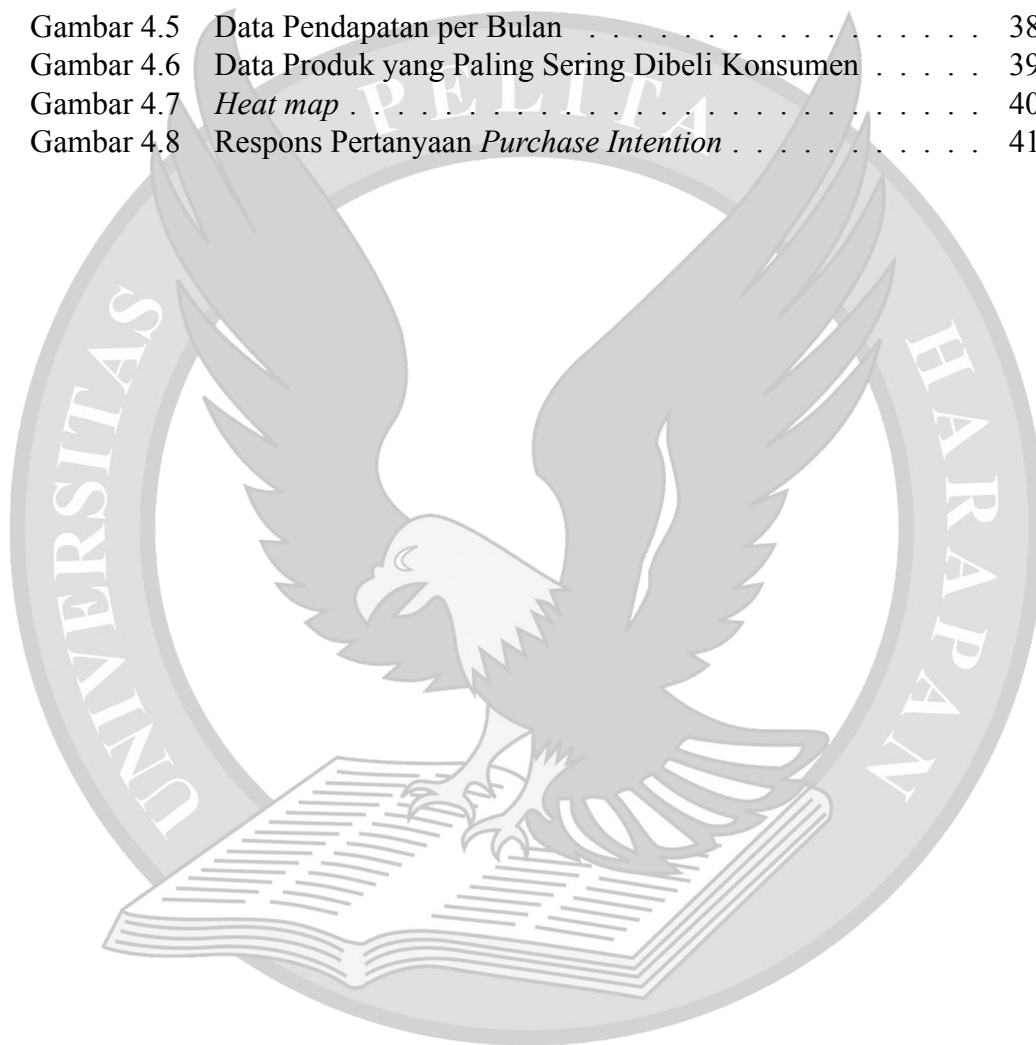 Gambar 4.5 Data Pendapatan per Bulan . . . . . . . . . . . . . . . . . 38
Gambar 4.6 Data Produk yang Paling Sering Dibeli Konsumen . . . . . 39
Gambar 4.7 Heat map . . . . . . . . . . . . . . . . . . . . . . . . . . . 40
Gambar 4.8 Respons Pertanyaan Purchase Intention . . . . . . . . . . . 41
UNIVERSITAS PELITA HARAPAN